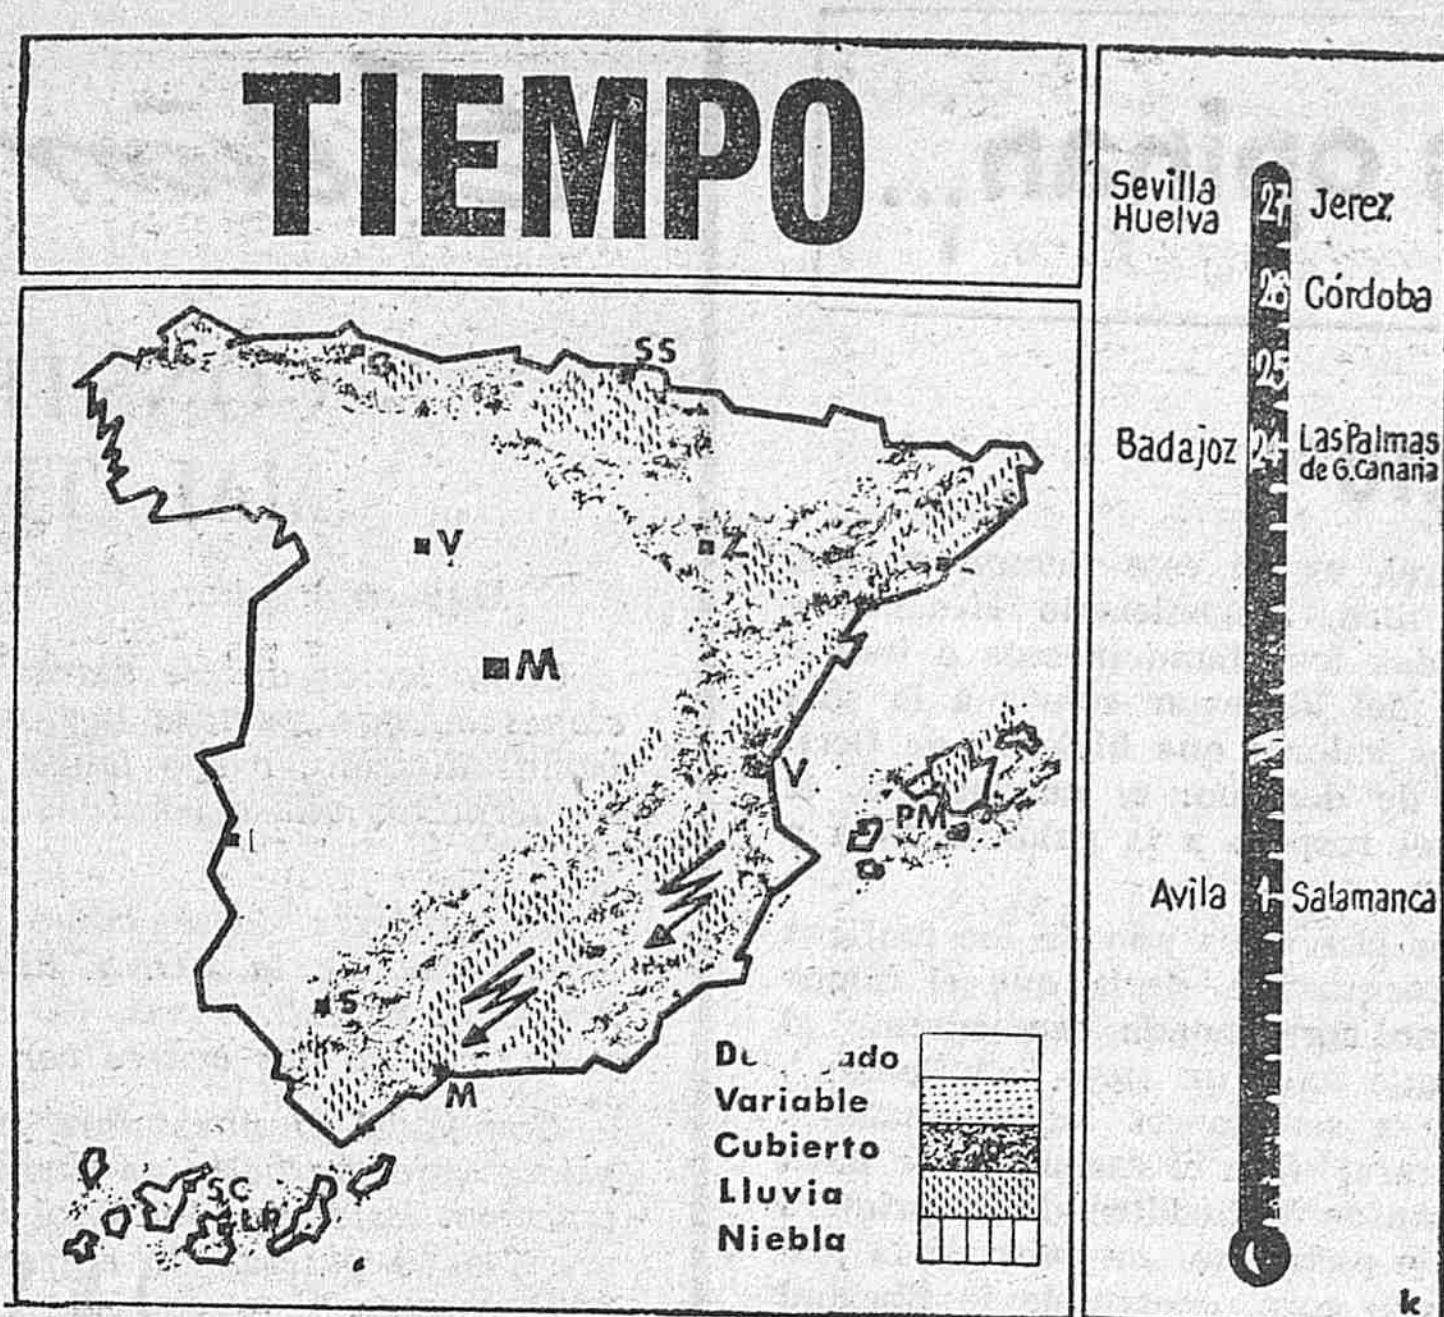 TIEMPO
SS
V
Z
M
V
PM
S
M
SC
LP
Variable
Cubierto
Lluvia
Niebla
Sevilla
Huelva
27
Jerez
26
Córdoba
25
Badajoz
24
Las Palmas
de G. Canaria
Avila
1
Salamanca
k